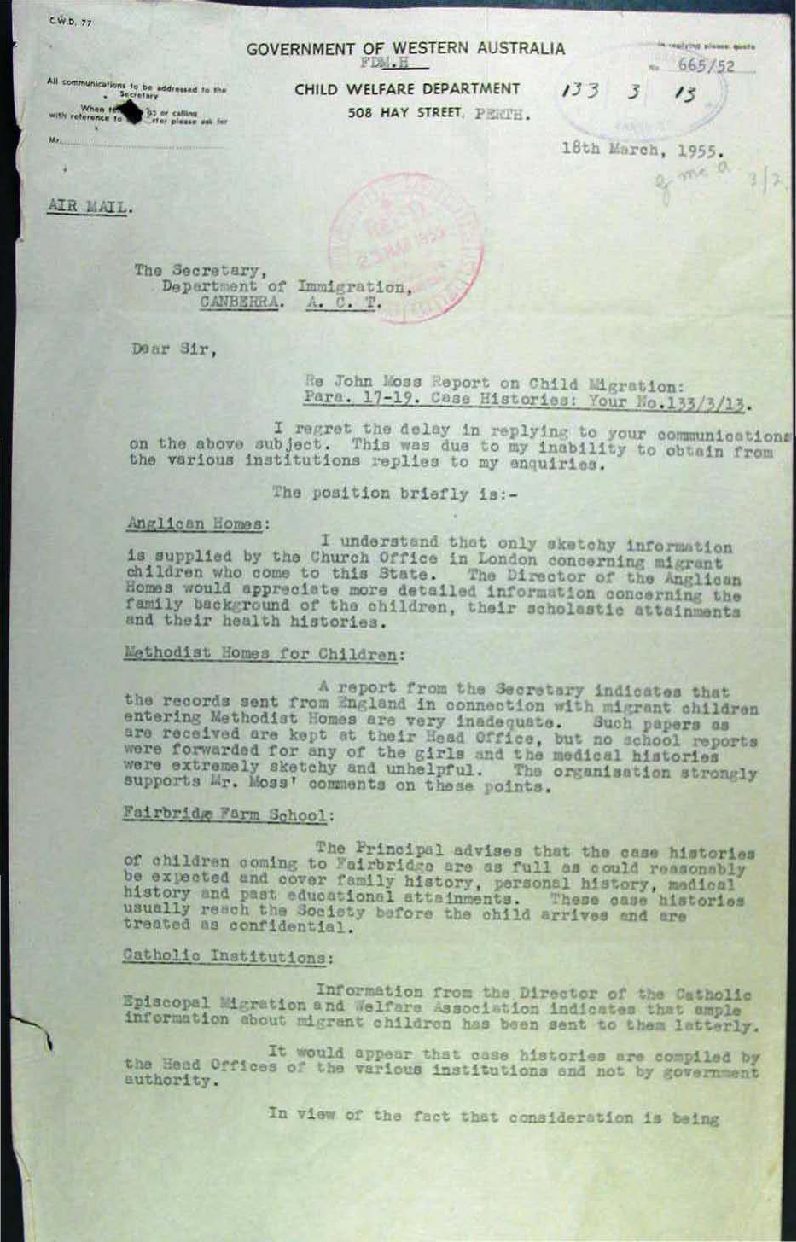 C.W.D. 77
GOVERNMENT OF WESTERN AUSTRALIA
In replying please quote
FDM.H
No. 665/52
All communications to be addressed to the
Secretary
CHILD WELFARE DEPARTMENT
133 3 13
When
or calling
with reference to
please ask for
508 HAY STREET, PERTH.
Mr.
18th March, 1955.
3/2
AIR MAIL.
REC'D
23 MAR 1955
The Secretary,
Department of Immigration,
CANBERRA. A. C. T.
Dear Sir,
Re John Moss Report on Child Migration:
Para. 17-19. Case Histories: Your No.133/3/13.
I regret the delay in replying to your communications
on the above subject. This was due to my inability to obtain from
the various institutions replies to my enquiries.
The position briefly is:-
Anglican Homes:
I understand that only sketchy information
is supplied by the Church Office in London concerning migrant
children who come to this State. The Director of the Anglican
Homes would appreciate more detailed information concerning the
family background of the children, their scholastic attainments
and their health histories.
Methodist Homes for Children:
A report from the Secretary indicates that
the records sent from England in connection with migrant children
entering Methodist Homes are very inadequate. Such papers as
are received are kept at their Head Office, but no school reports
were forwarded for any of the girls and the medical histories
were extremely sketchy and unhelpful. The organisation strongly
supports Mr. Moss' comments on these points.
Fairbridge Farm School:
The Principal advises that the case histories
of children coming to Fairbridge are as full as could reasonably
be expected and cover family history, personal history, medical
history and past educational attainments. These case histories
usually reach the Society before the child arrives and are
treated as confidential.
Catholic Institutions:
Information from the Director of the Catholic
Episcopal Migration and Welfare Association indicates that ample
information about migrant children has been sent to them latterly.
It would appear that case histories are compiled by
the Head Offices of the various institutions and not by government
authority.
In view of the fact that consideration is being